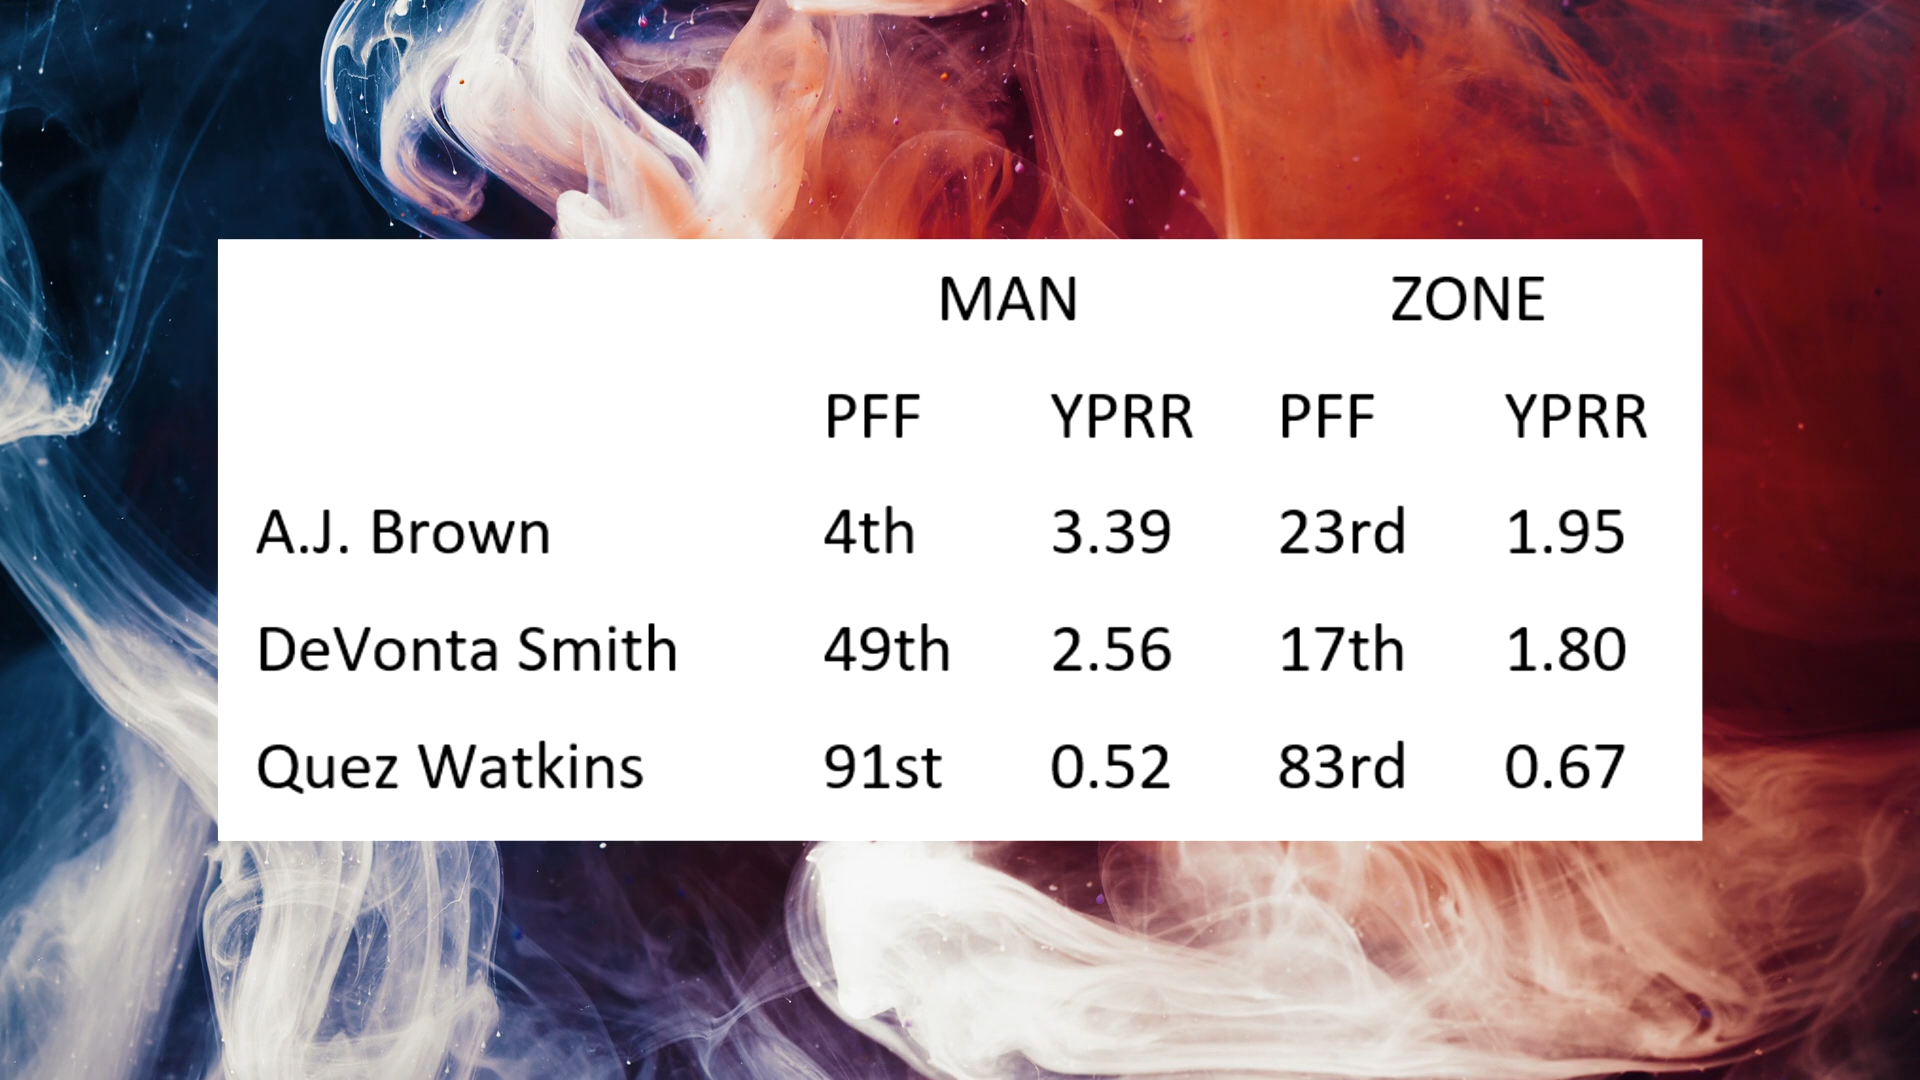 MAN ZONE
PFF YPRR PFF YPRR
A.J. Brown 4th 3.39 23rd 1.95
DeVonta Smith 49th 2.56 17th 1.80
Quez Watkins 91st 0.52 83rd 0.67